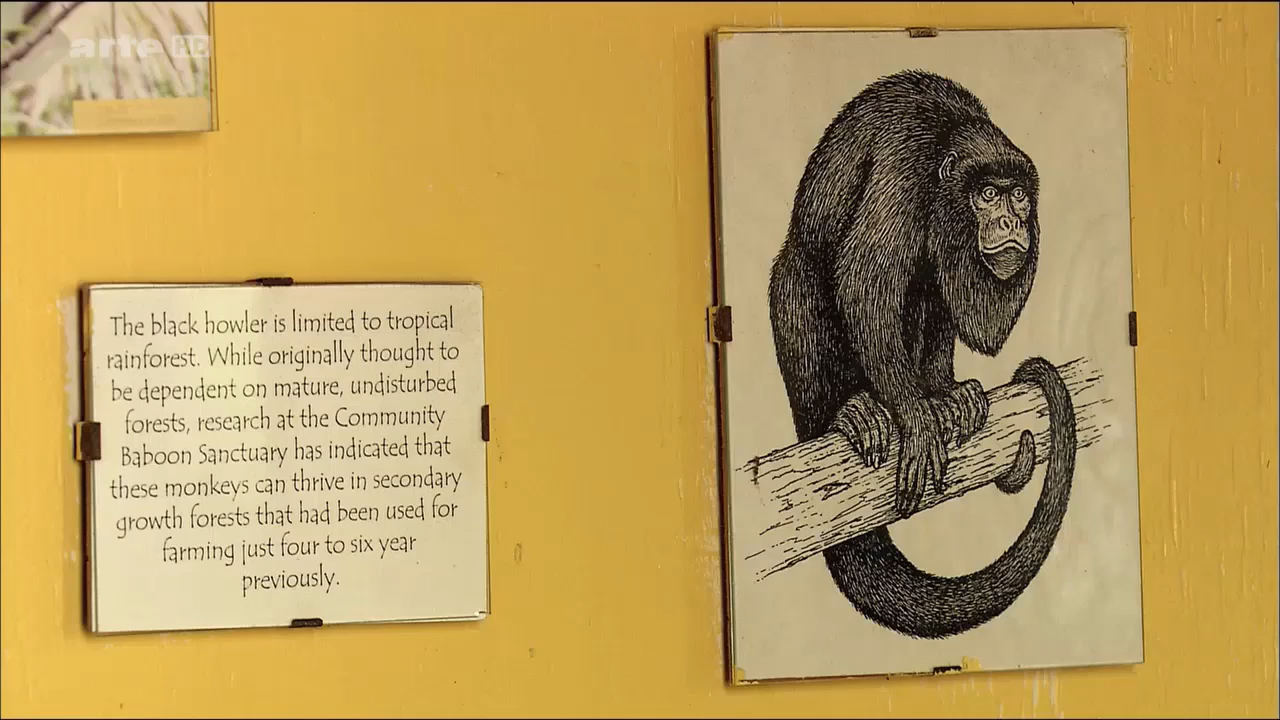 arte HD
The black howler is limited to tropical
rainforest. While originally thought to
be dependent on mature, undisturbed
forests, research at the Community
Baboon Sanctuary has indicated that
these monkeys can thrive in secondary
growth forests that had been used for
farming just four to six year
previously.